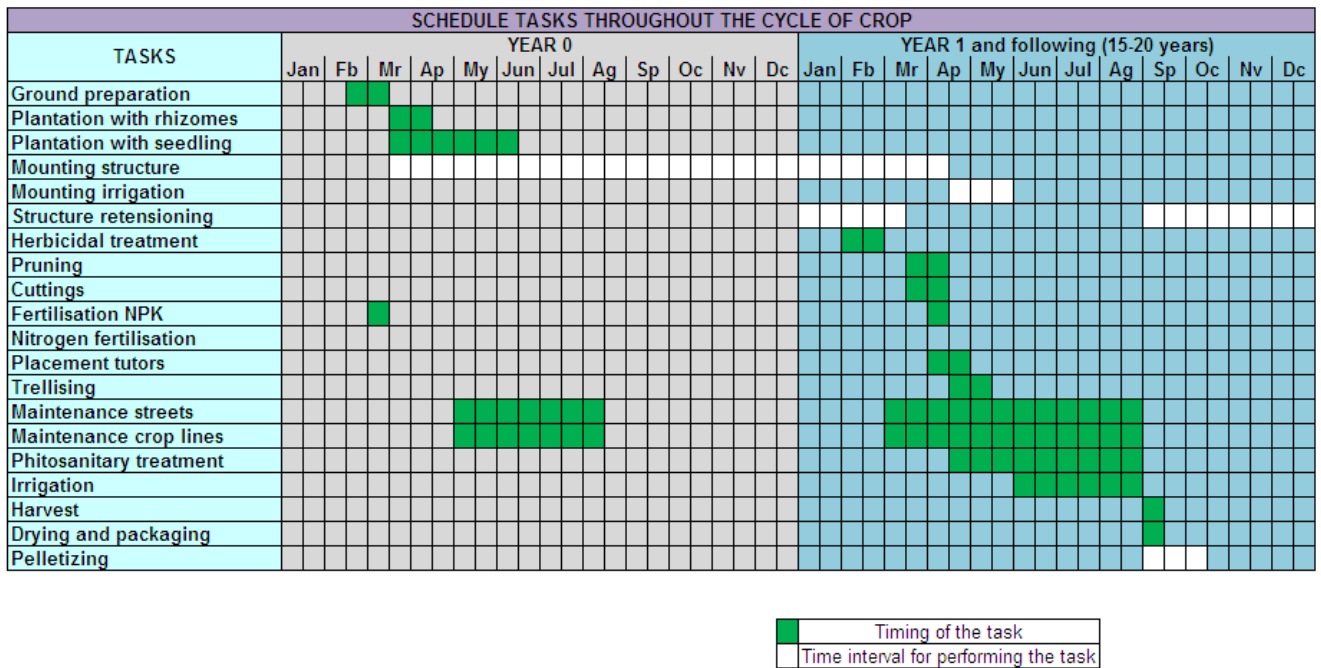 SCHEDULE TASKS THROUGHOUT THE CYCLE OF CROP
TASKS
YEAR 0
YEAR 1 and following (15-20 years)
Jan Fb Mr Ap My Jun Jul Ag Sp Oc Nv Dc Jan Fb Mr Ap My Jun Jul Ag Sp Oc Nv Dc
Ground preparation
Plantation with rhizomes
Plantation with seedling
Mounting structure
Mounting irrigation
Structure retensioning
Herbicidal treatment
Pruning
Cuttings
Fertilisation NPK
Nitrogen fertilisation
Placement tutors
Trellising
Maintenance streets
Maintenance crop lines
Phitosanitary treatment
Irrigation
Harvest
Drying and packaging
Pelletizing
Timing of the task
Time interval for performing the task